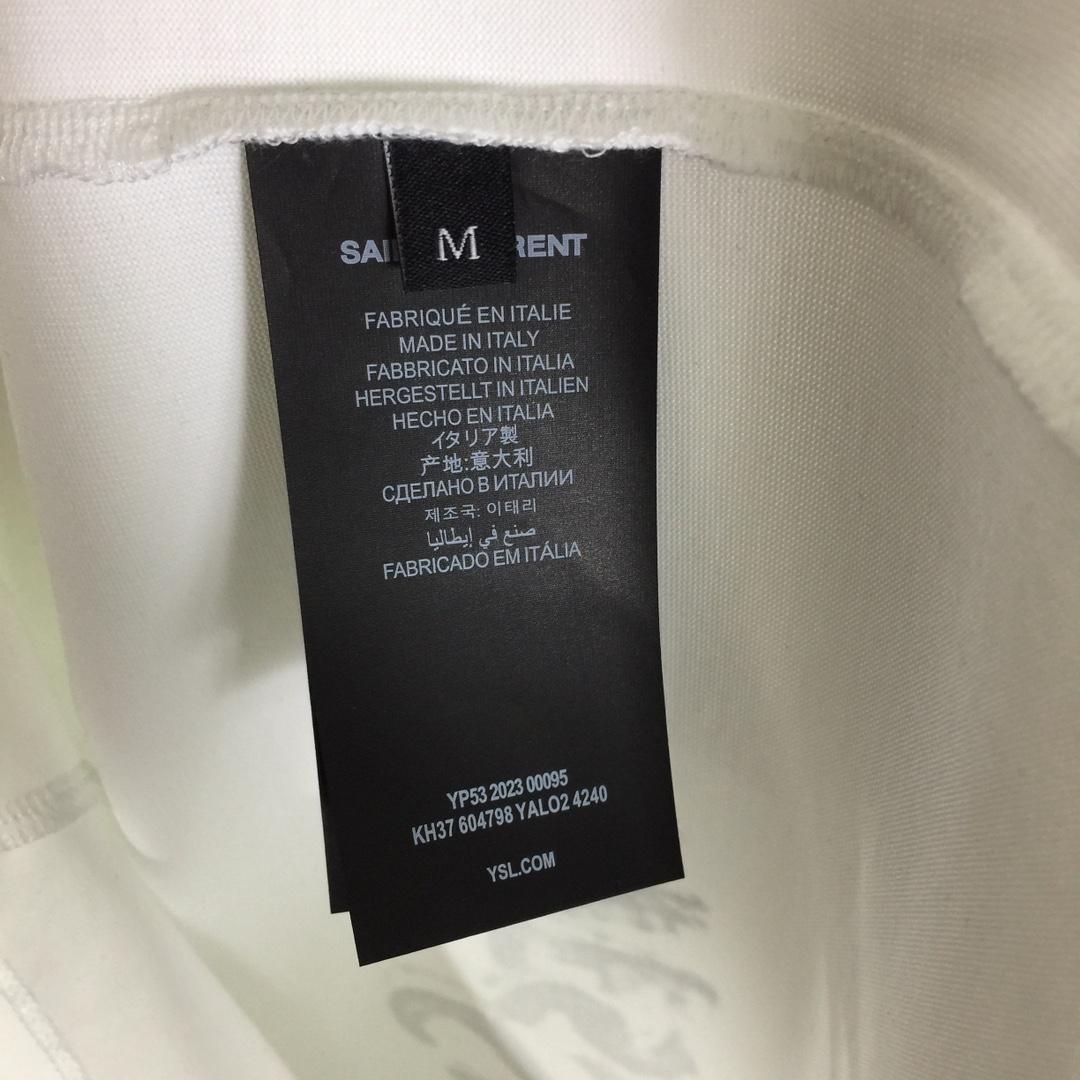 M
SAI RENT
FABRIQUÉ EN ITALIE
MADE IN ITALY
FABBRICATO IN ITALIA
HERGESTELLT IN ITALIEN
HECHO EN ITALIA
イタリア製
产地:意大利
СДЕЛАНО В ИТАЛИИ
제조국: 이태리
صنع في إيطاليا
FABRICADO EM ITÁLIA
YP53 2023 00095
KH37 604798 YALO2 4240
YSL.COM